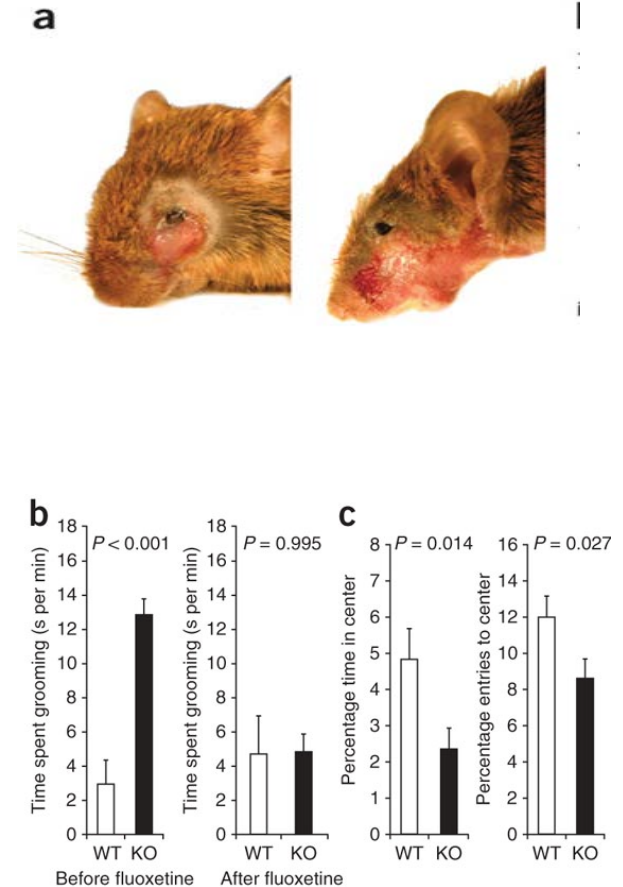 a
b
Time spent grooming (s per min)
18
16
14
12
10
8
6
4
2
0
P < 0.001
WT KO
Before fluoxetine
Time spent grooming (s per min)
18
16
14
12
10
8
6
4
2
0
P = 0.995
WT KO
After fluoxetine
c
Percentage time in center
8
7
6
5
4
3
2
1
0
P = 0.014
WT KO
Percentage entries to center
16
14
12
10
8
6
4
2
0
P = 0.027
WT KO